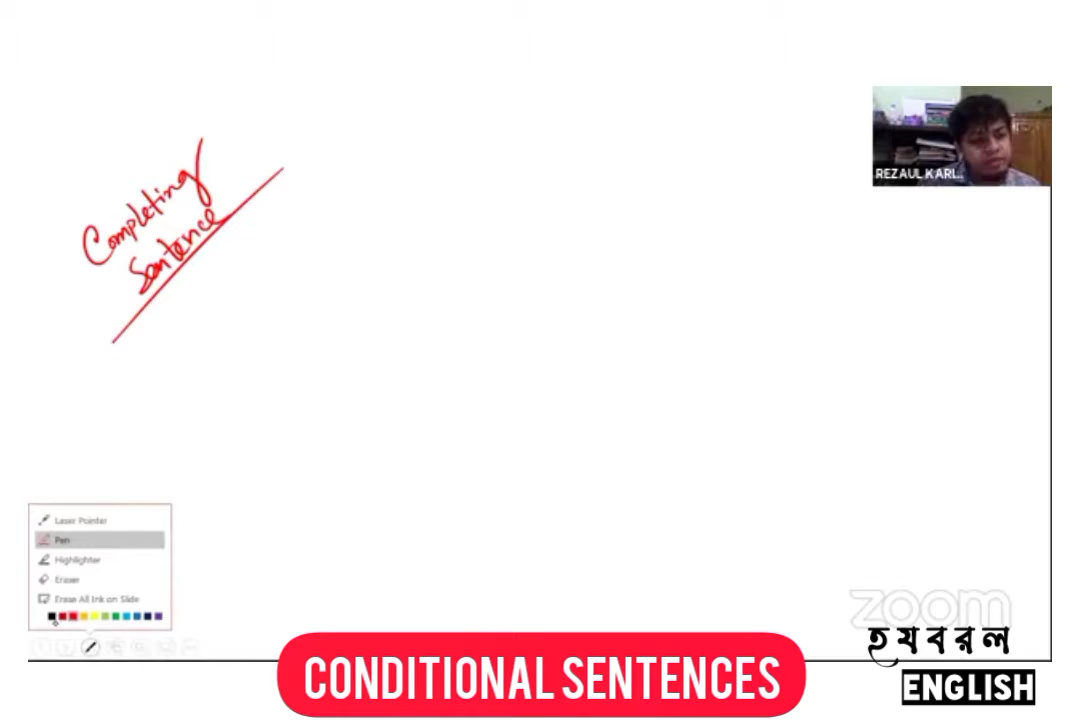 REZAUL KARI...
Completing
Sentence
Laser Pointer
Pen
Highlighter
Eraser
Erase All Ink on Slide
zoom
হযবরল
ENGLISH
CONDITIONAL SENTENCES